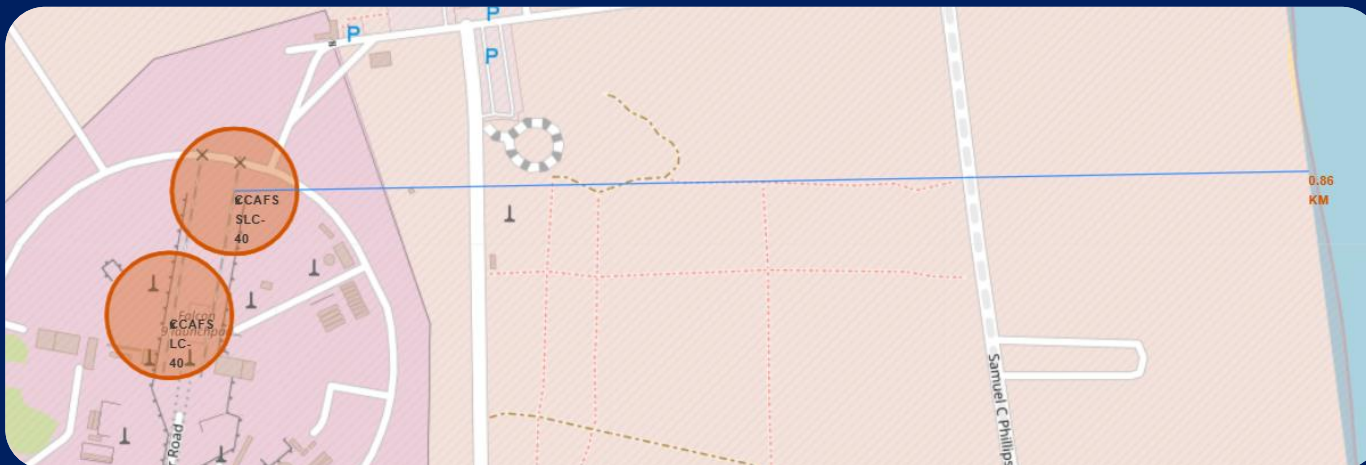 P
P
P
CCAFS
SLC-
40
0.86
KM
Falcon
9 launchpad
CCAFS
LC-
40
Samuel C Phillips
Road